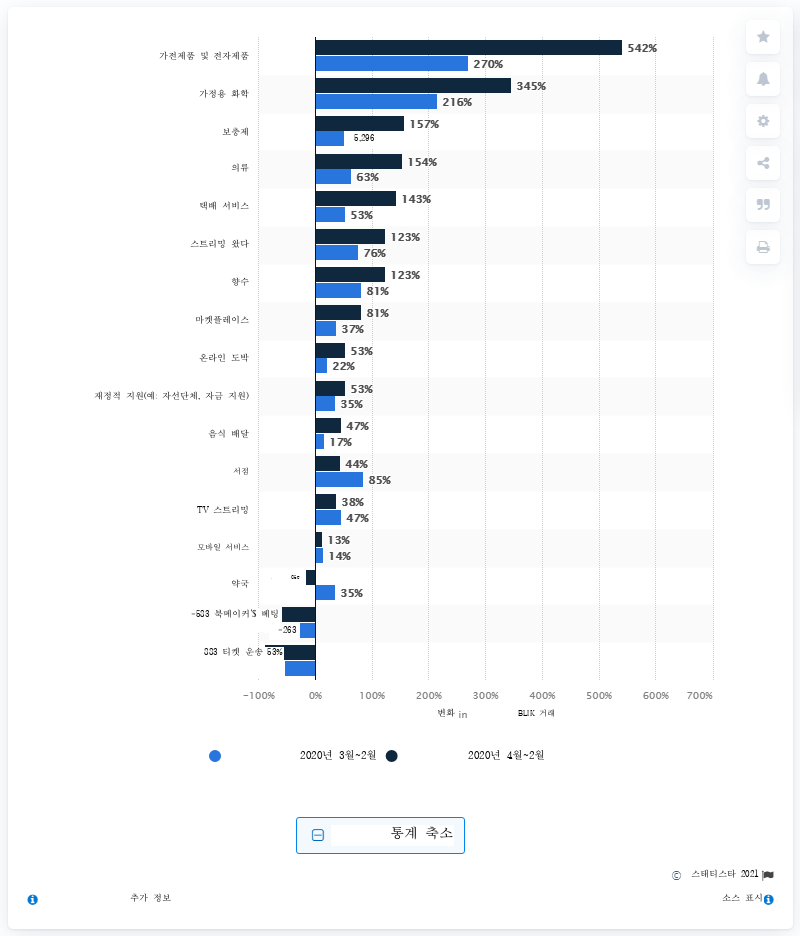 가전제품 및 전자제품 542%
270%
가정용 화학 345%
216%
보충제 157%
5,296
의류 154%
63%
택배 서비스 143%
53%
스트리밍 왔다 123%
76%
향수 123%
81%
마켓플레이스 81%
37%
온라인 도박 53%
22%
재정적 지원(예: 자선단체, 자금 지원) 53%
35%
음식 배달 47%
17%
서점 44%
85%
TV 스트리밍 38%
47%
모바일 서비스 13%
14%
약국
35%
-583 북메이커'S 베팅
-263
383 티켓 운송 53%
-100% 0% 100% 200% 300% 400% 500% 600% 700%
변화 in BLIK 거래
2020년 3월~2월 2020년 4월~2월
통계 축소
© 스태티스타 2021
추가 정보 소스 표시